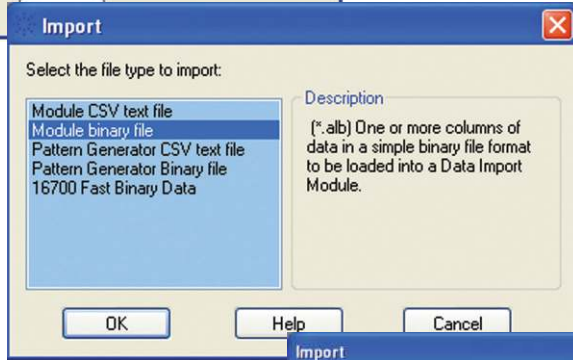 Import
Select the file type to import:
Module CSV text file
Module binary file
Pattern Generator CSV text file
Pattern Generator Binary file
16700 Fast Binary Data
Description
(*.alb) One or more columns of
data in a simple binary file format
to be loaded into a Data Import
Module.
OK
Help
Cancel
Import